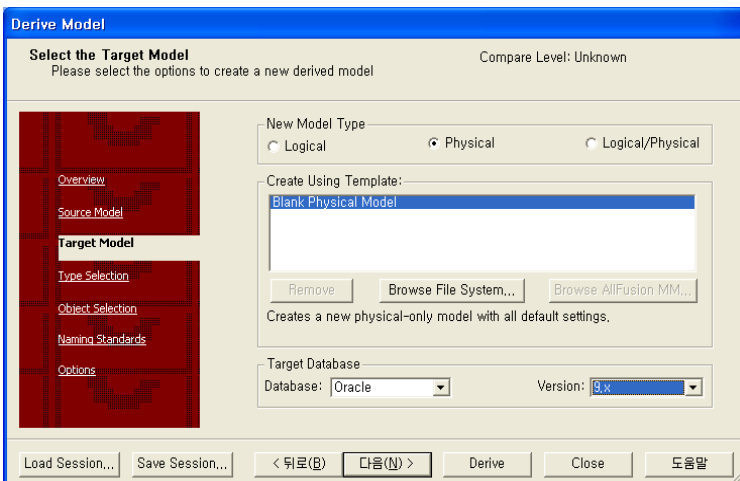 Derive Model
Select the Target Model
Please select the options to create a new derived model
Compare Level: Unknown
Overview
Source Model
Target Model
Type Selection
Object Selection
Naming Standards
Options
New Model Type
Logical
Physical
Logical/Physical
Create Using Template:
Blank Physical Model
Remove
Browse File System...
Browse AllFusion MM...
Creates a new physical-only model with all default settings.
Target Database
Database: Oracle
Version: 9.x
Load Session...
Save Session...
< 뒤로(B)
다음(N) >
Derive
Close
도움말